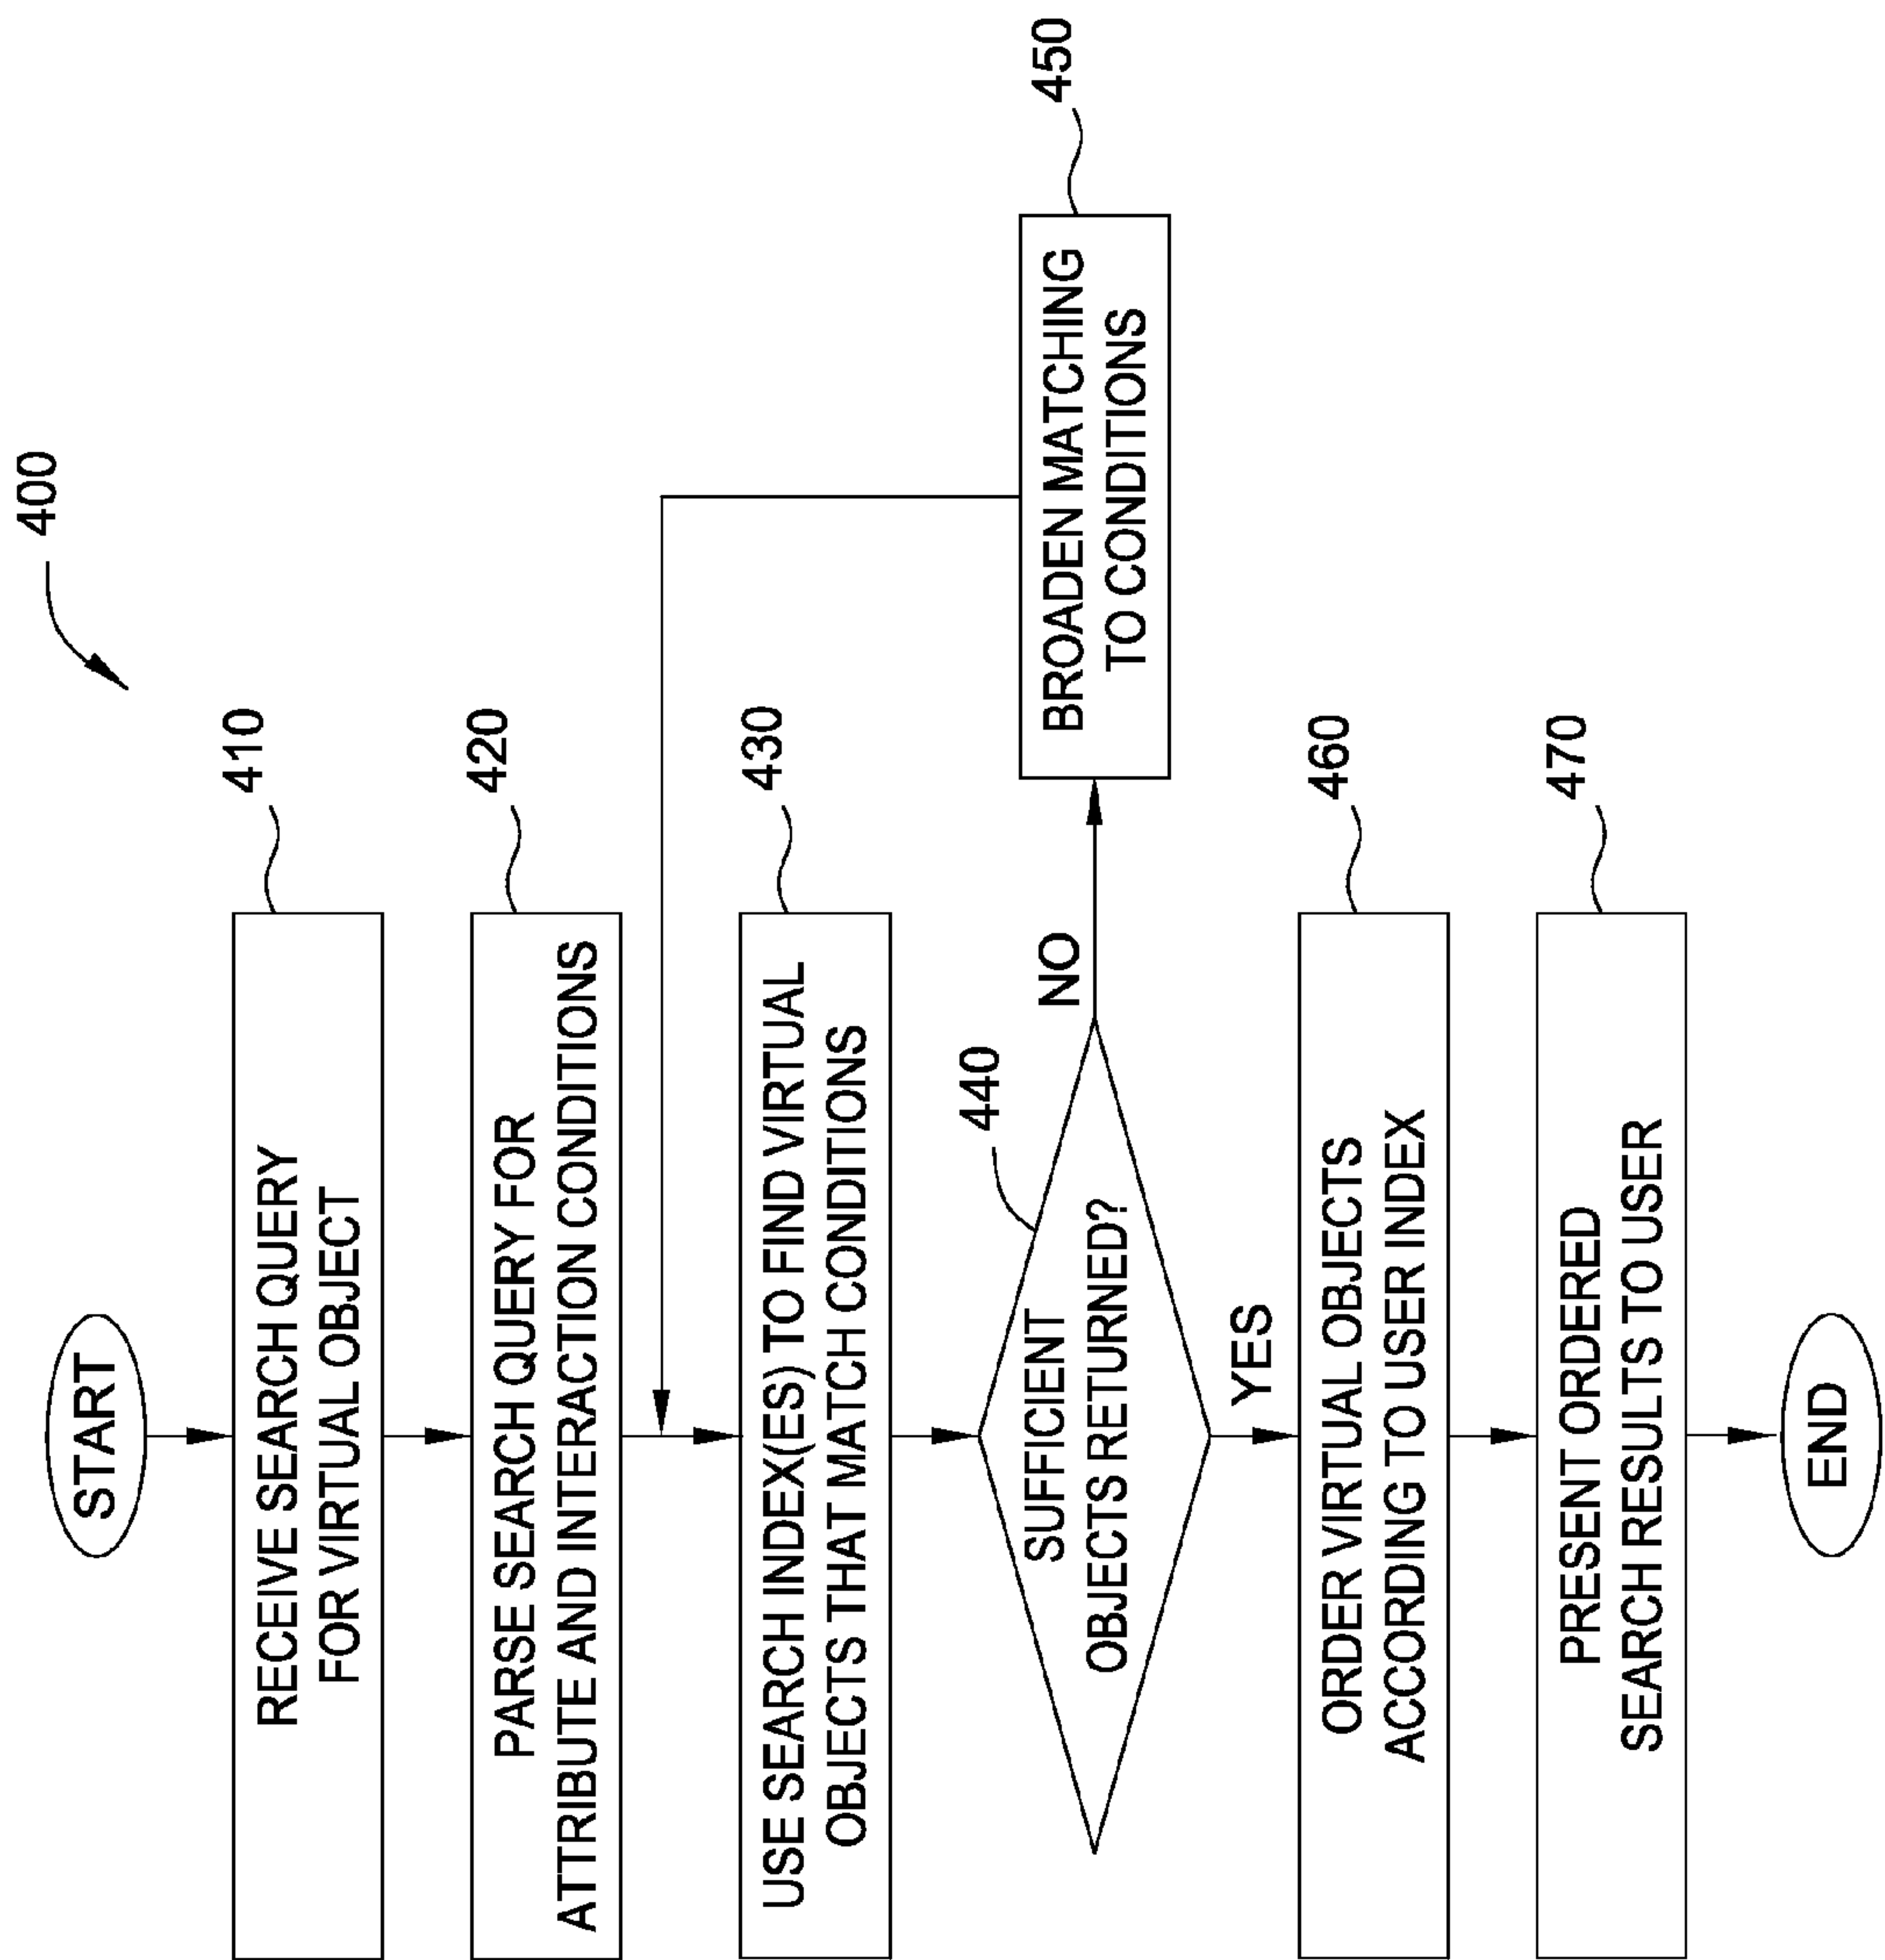 400
START
410
RECEIVE SEARCH QUERY
FOR VIRTUAL OBJECT
420
PARSE SEARCH QUERY FOR
ATTRIBUTE AND INTERACTION CONDITIONS
430
USE SEARCH INDEX(ES) TO FIND VIRTUAL
OBJECTS THAT MATCH CONDITIONS
440
SUFFICIENT
OBJECTS RETURNED?
NO
450
BROADEN MATCHING
TO CONDITIONS
YES
460
ORDER VIRTUAL OBJECTS
ACCORDING TO USER INDEX
470
PRESENT ORDERED
SEARCH RESULTS TO USER
END